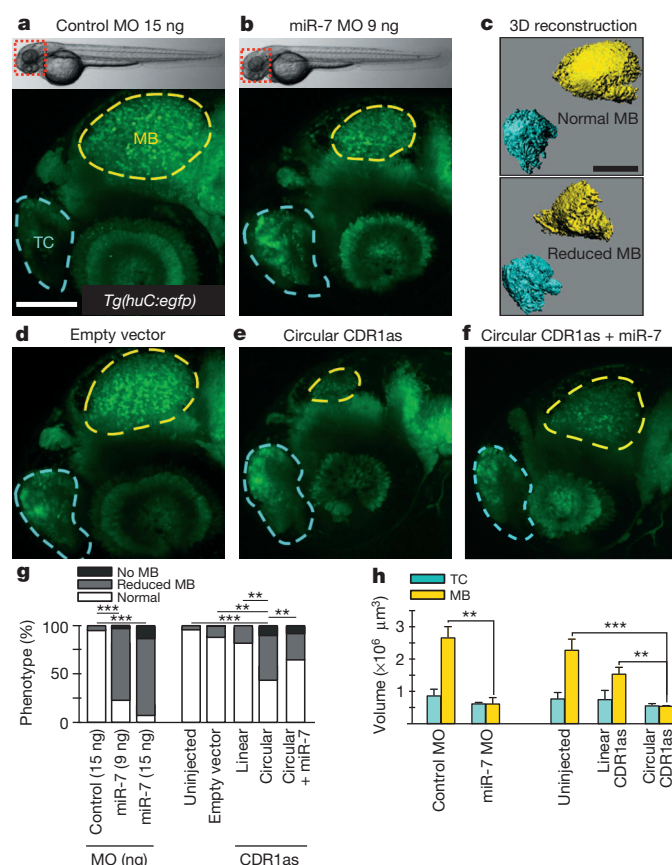 a Control MO 15 ng
b miR-7 MO 9 ng
c 3D reconstruction
MB
TC
Tg(huC:egfp)
Normal MB
Reduced MB
d Empty vector
e Circular CDR1as
f Circular CDR1as + miR-7
g
No MB
Reduced MB
Normal
*** ***
** ** *** **
Phenotype (%)
100
50
0
Control (15 ng)
miR-7 (9 ng)
miR-7 (15 ng)
Uninjected
Empty vector
Linear
Circular
Circular
+ miR-7
MO (ng)
CDR1as
h
TC
MB
Volume (×10⁶ µm³)
3
2
1
** *** **
Control MO
miR-7 MO
Uninjected
Linear
CDR1as
Circular
CDR1as